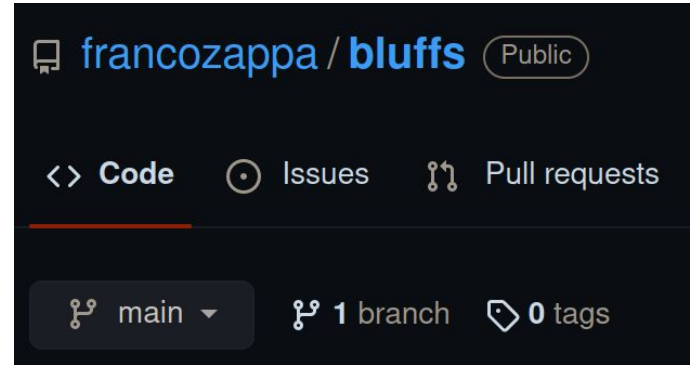 francozappa / bluffs Public
Code Issues Pull requests
main 1 branch 0 tags